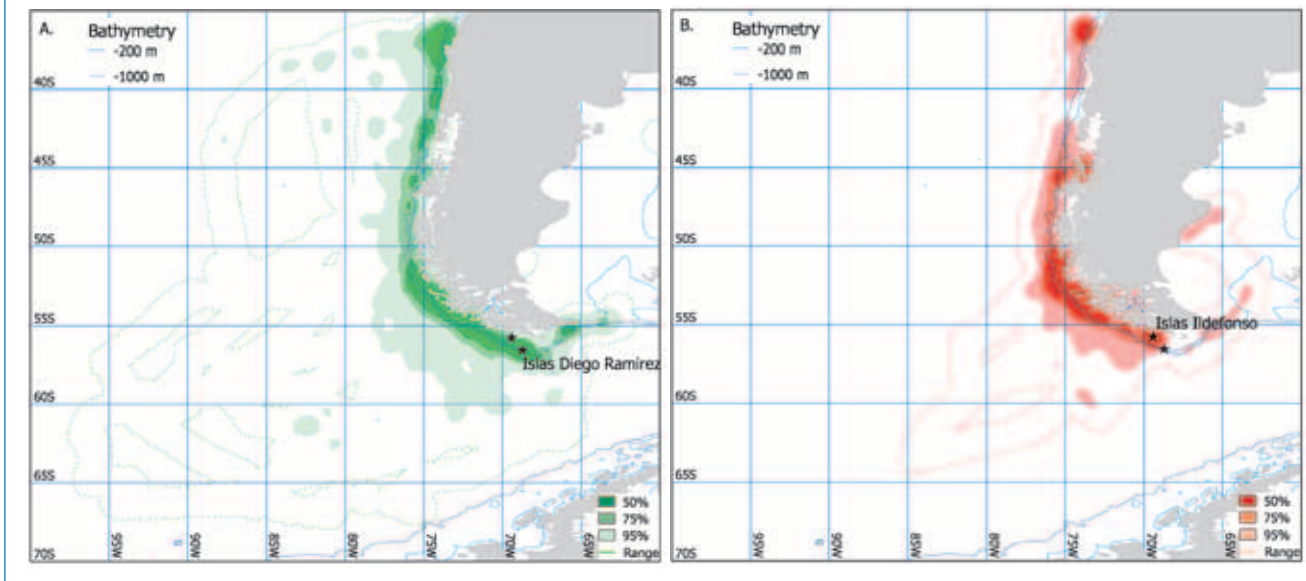 A.
Bathymetry
-200 m
-1000 m
40S
45S
50S
55S
60S
65S
70S
95W
90W
85W
80W
75W
70W
65W
Islas Diego Ramirez
50%
75%
95%
Range
B.
Bathymetry
-200 m
-1000 m
40S
45S
50S
55S
60S
65S
70S
95W
90W
85W
80W
75W
70W
65W
Islas Ildefonso
50%
75%
95%
Range